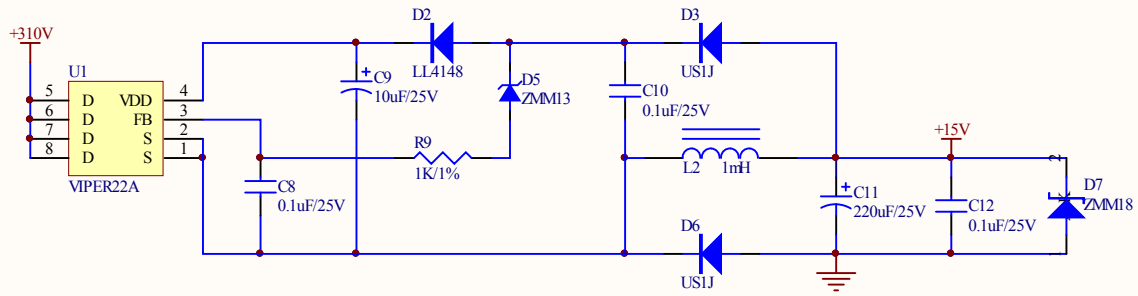 +310V
U1
5 D VDD 4
6 D FB 3
7 D S 2
8 D S 1
VIPER22A
D2
LL4148
C9
10uF/25V
D5
ZMM13
R9
1K/1%
C8
0.1uF/25V
D3
US1J
C10
0.1uF/25V
L2 1mH
D6
US1J
+15V
C11
220uF/25V
C12
0.1uF/25V
2
D7
ZMM18
1